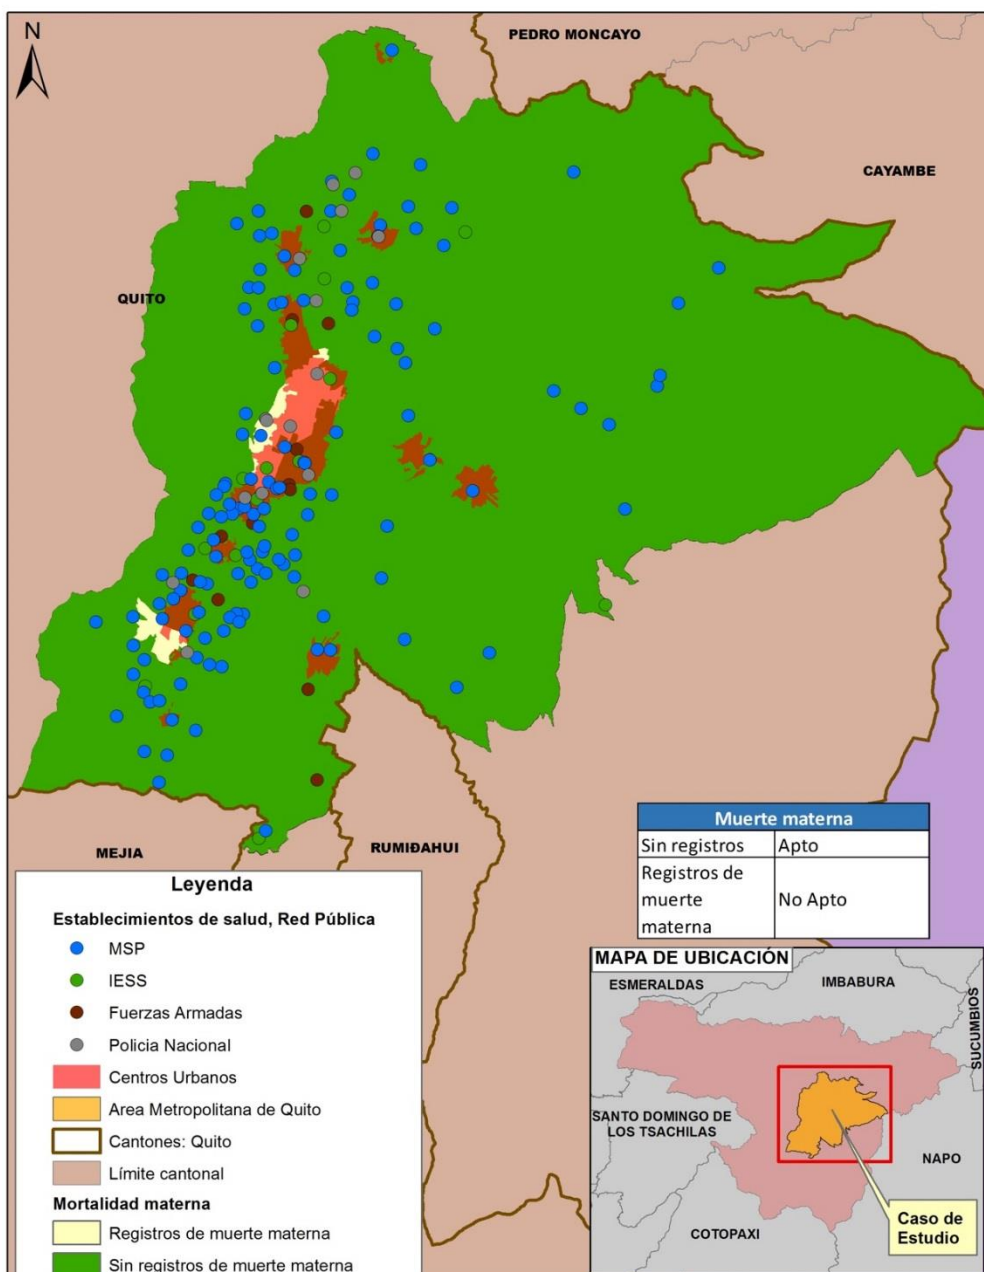 N
PEDRO MONCAYO
CAYAMBE
QUITO
MEJIA
RUMIÐAHUI
Muerte materna
Sin registros Apto
Registros de
muerte
materna
No Apto
Leyenda
Establecimientos de salud, Red Pública
MSP
IESS
Fuerzas Armadas
Policia Nacional
Centros Urbanos
Area Metropolitana de Quito
Cantones: Quito
Límite cantonal
Mortalidad materna
Registros de muerte materna
Sin registros de muerte materna
MAPA DE UBICACIÓN
ESMERALDAS
IMBABURA
SUCUMBIOS
SANTO DOMINGO DE
LOS TSACHILAS
NAPO
COTOPAXI
Caso de
Estudio